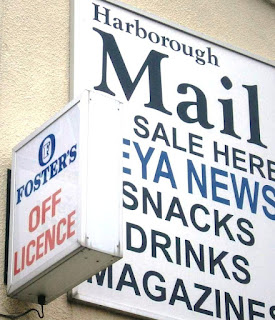 Harborough
Mail
SALE HERE
EYA NEWS
SNACKS
DRINKS
MAGAZINES
FOSTER'S
OFF
LICENCE